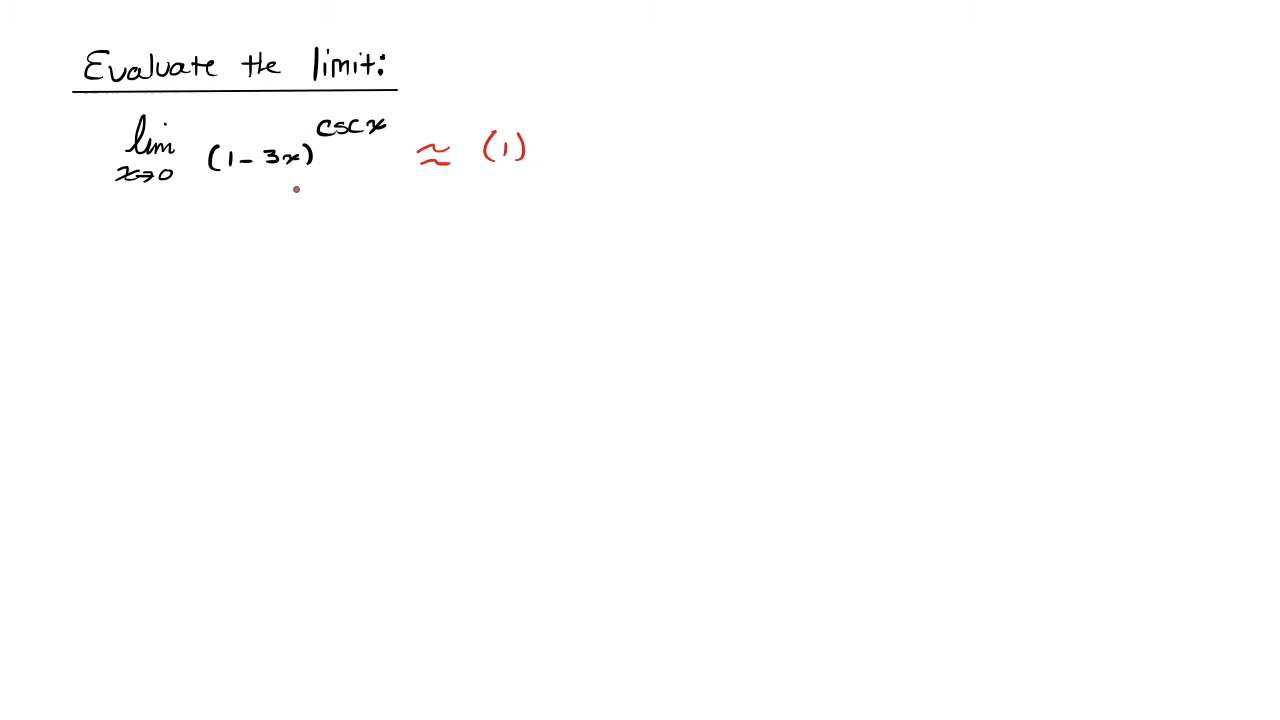 Evaluate the limit:
lim x→0 (1 - 3x)^csc x ≈ (1)